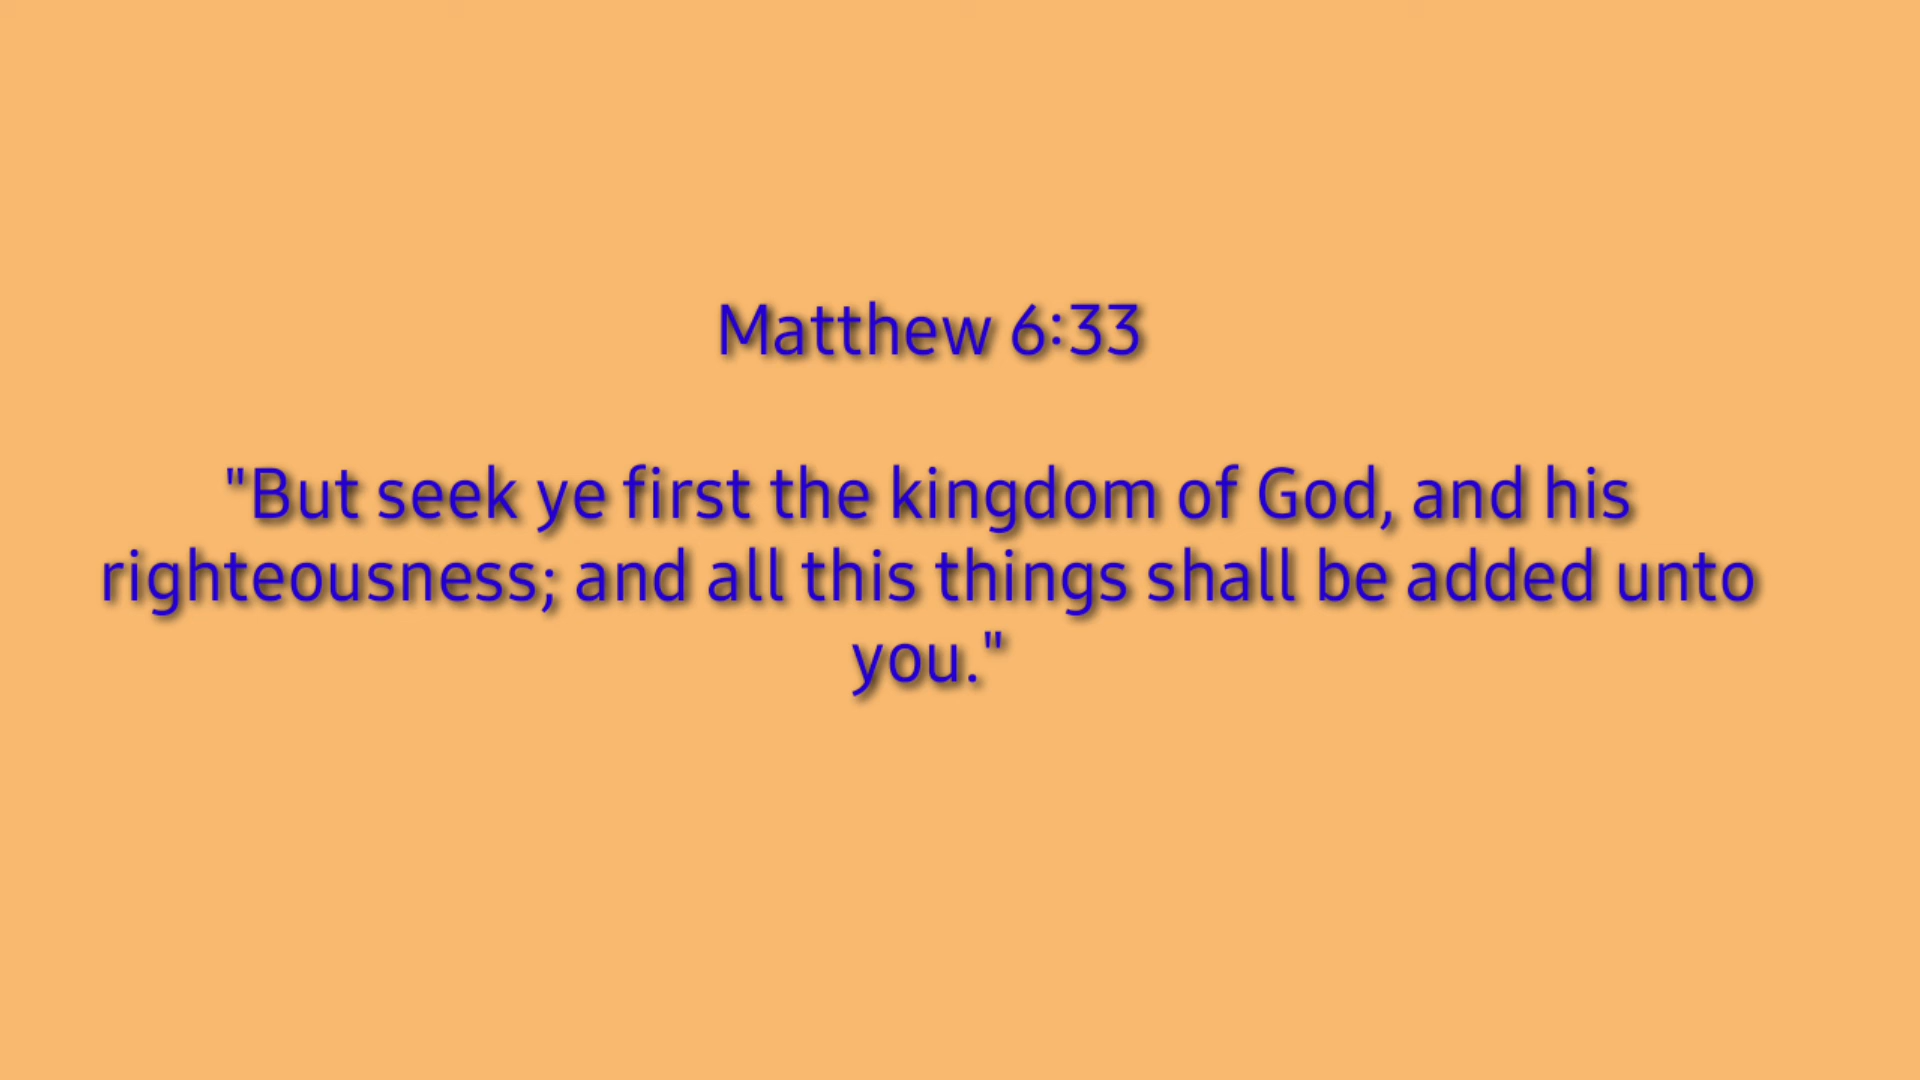 Matthew 6:33
"But seek ye first the kingdom of God, and his
righteousness; and all this things shall be added unto
you."